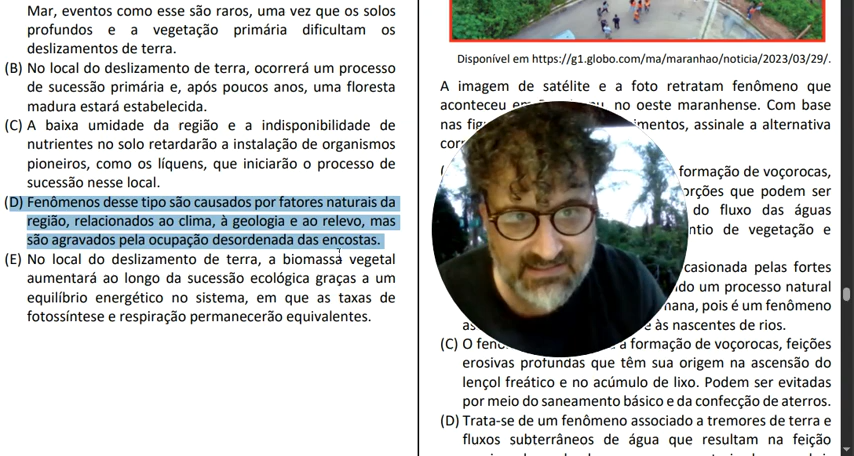 Mar, eventos como esse são raros, uma vez que os solos
profundos e a vegetação primária dificultam os
deslizamentos de terra.
(B) No local do deslizamento de terra, ocorrerá um processo
de sucessão primária e, após poucos anos, uma floresta
madura estará estabelecida.
(C) A baixa umidade da região e a indisponibilidade de
nutrientes no solo retardarão a instalação de organismos
pioneiros, como os líquens, que iniciarão o processo de
sucessão nesse local.
(D) Fenômenos desse tipo são causados por fatores naturais da
região, relacionados ao clima, à geologia e ao relevo, mas
são agravados pela ocupação desordenada das encostas.
(E) No local do deslizamento de terra, a biomassa vegetal
aumentará ao longo da sucessão ecológica graças a um
equilíbrio energético no sistema, em que as taxas de
fotossíntese e respiração permanecerão equivalentes.
Disponível em https://g1.globo.com/ma/maranhao/noticia/2023/03/29/.
A imagem de satélite e a foto retratam fenômeno que
aconteceu em no oeste maranhense. Com base
nas assinale a alternativa
formação de voçorocas,
que podem ser
do fluxo das águas
de vegetação e
pelas fortes
um processo natural
pois é um fenômeno
e às nascentes de rios.
(C) O a formação de voçorocas, feições
erosivas profundas que têm sua origem na ascensão do
lençol freático e no acúmulo de lixo. Podem ser evitadas
por meio do saneamento básico e da confecção de aterros.
(D) Trata-se de um fenômeno associado a tremores de terra e
fluxos subterrâneos de água que resultam na feição